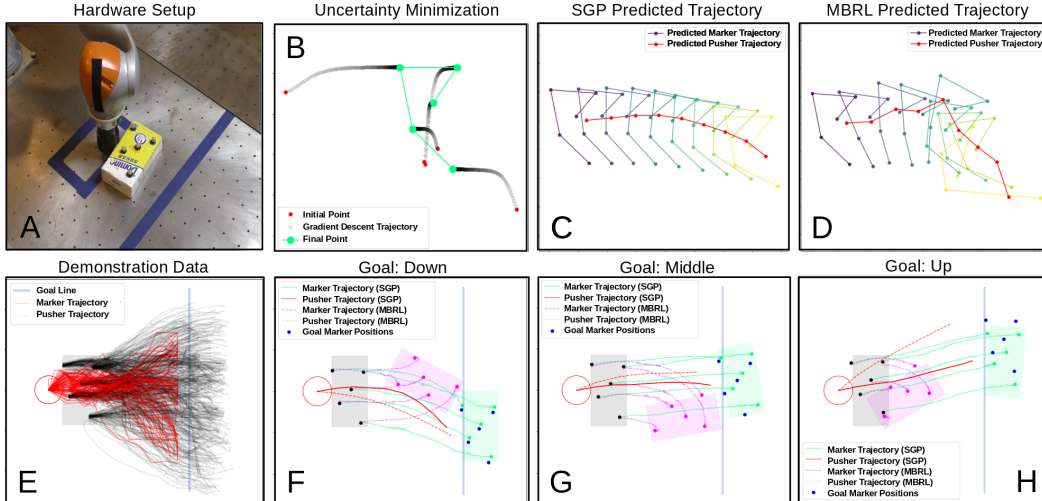 Hardware Setup
Uncertainty Minimization
SGP Predicted Trajectory
MBRL Predicted Trajectory
A
Domino
SUGAR
B
Initial Point
Gradient Descent Trajectory
Final Point
Predicted Marker Trajectory
Predicted Pusher Trajectory
C
Predicted Marker Trajectory
Predicted Pusher Trajectory
D
Demonstration Data
Goal: Down
Goal: Middle
Goal: Up
Goal Line
Marker Trajectory
Pusher Trajectory
E
Marker Trajectory (SGP)
Pusher Trajectory (SGP)
Marker Trajectory (MBRL)
Pusher Trajectory (MBRL)
Goal Marker Positions
F
Marker Trajectory (SGP)
Pusher Trajectory (SGP)
Marker Trajectory (MBRL)
Pusher Trajectory (MBRL)
Goal Marker Positions
G
Marker Trajectory (SGP)
Pusher Trajectory (SGP)
Marker Trajectory (MBRL)
Pusher Trajectory (MBRL)
Goal Marker Positions
H